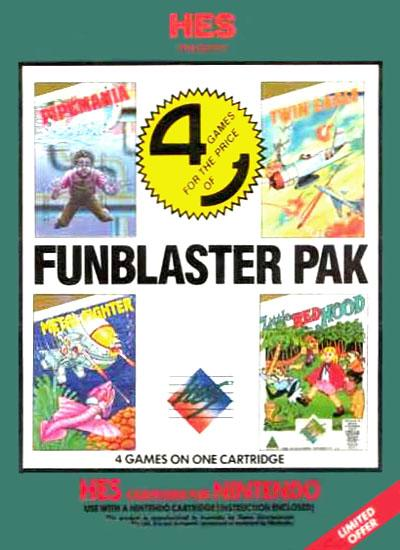 HES
PIPEMANIA
TWIN EAGLE
4 GAMES
FOR THE PRICE
OF 1
FUNBLASTER PAK
METAL FIGHTER
Little
RED HOOD
4 GAMES ON ONE CARTRIDGE
HES CARTRIDGE FOR NINTENDO
USE WITH A NINTENDO CARTRIDGE (INSTRUCTION ENCLOSED)
LIMITED
OFFER